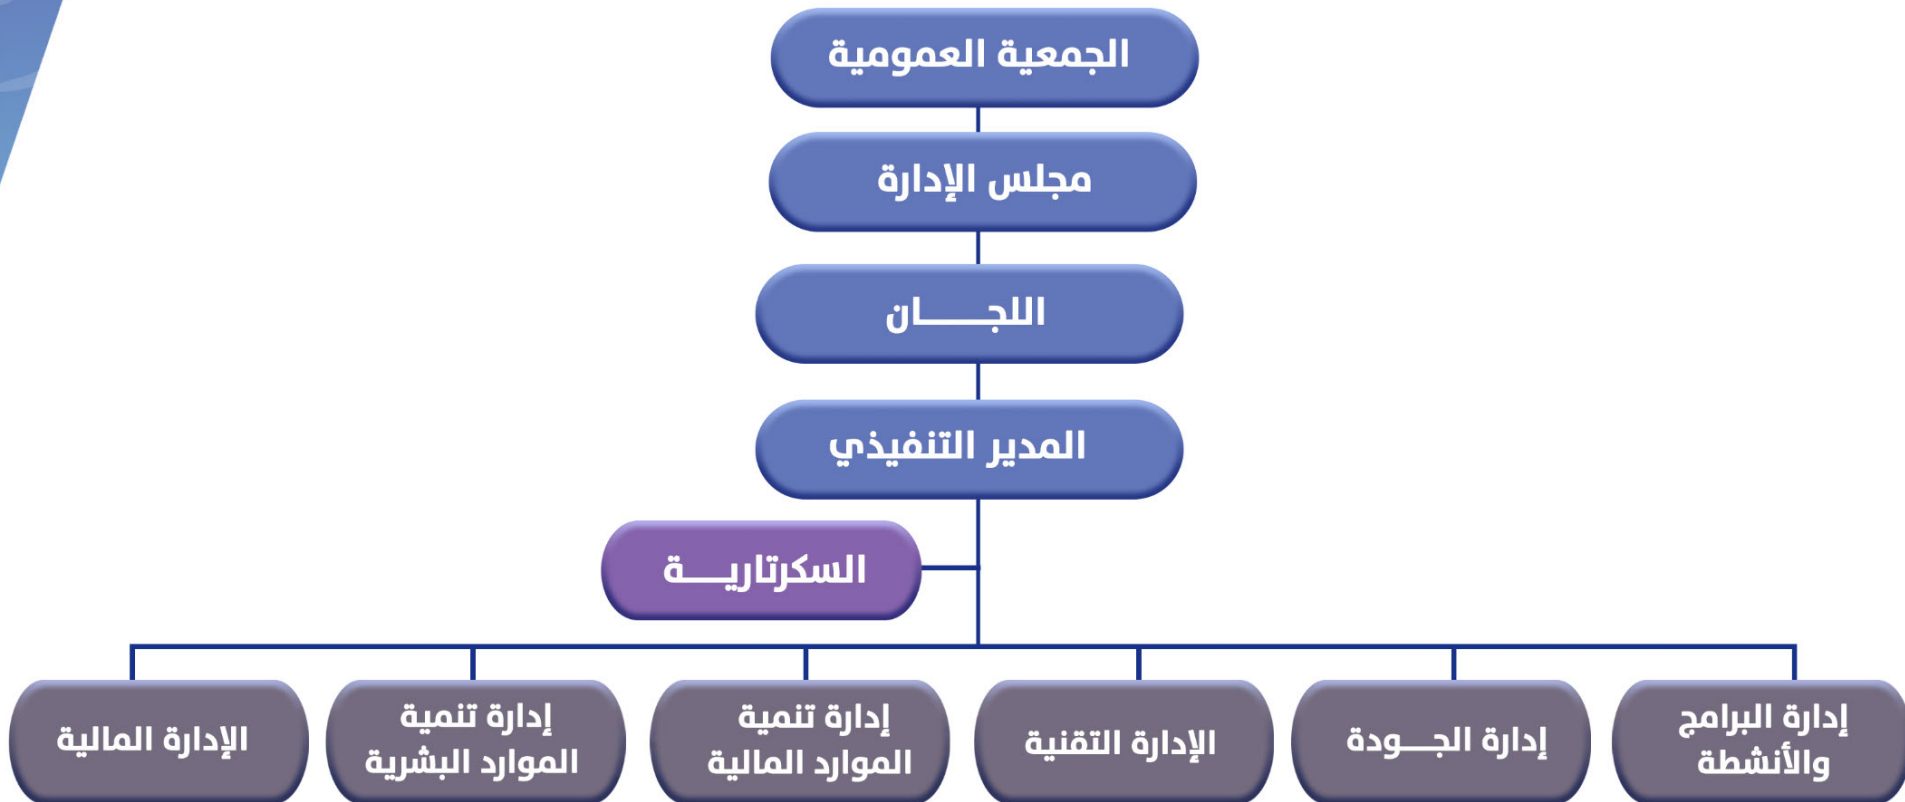 الجمعية العمومية
مجلس الإدارة
اللجـــــان
المدير التنفيذي
السكرتاريـــة
إدارة البرامج
والأنشطة
إدارة الجـــودة
الإدارة التقنية
إدارة تنمية
الموارد المالية
إدارة تنمية
الموارد البشرية
الإدارة المالية